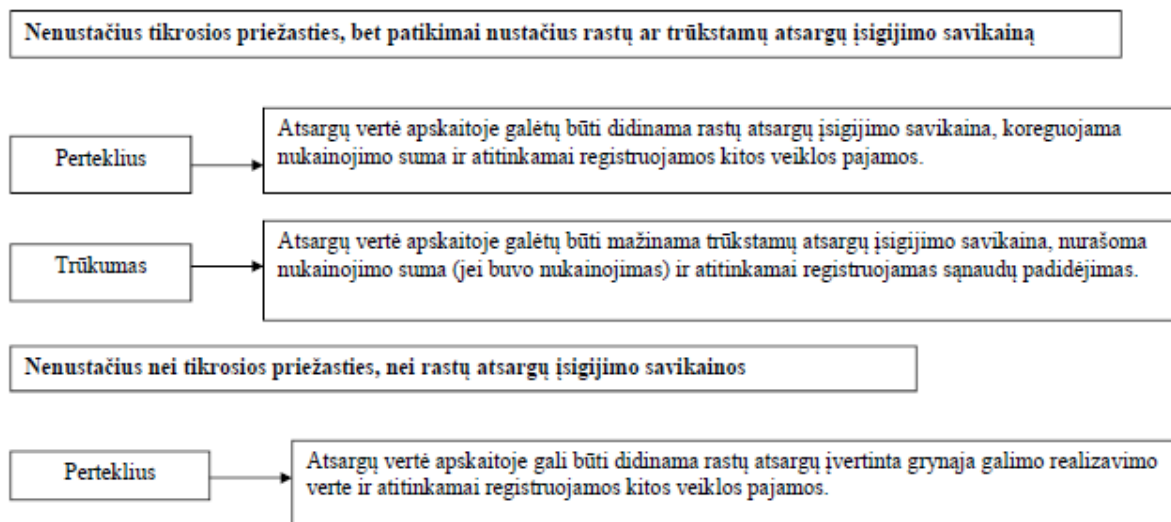 Nenustačius tikrosios priežasties, bet patikimai nustačius rastų ar trūkstamų atsargų įsigijimo savikainą
Perteklius
Atsargų vertė apskaitoje galėtų būti didinama rastų atsargų įsigijimo savikaina, koreguojama
nukainojimo suma ir atitinkamai registruojamos kitos veiklos pajamos.
Trūkumas
Atsargų vertė apskaitoje galėtų būti mažinama trūkstamų atsargų įsigijimo savikaina, nurašoma
nukainojimo suma (jei buvo nukainojimas) ir atitinkamai registruojamas sąnaudų padidėjimas.
Nenustačius nei tikrosios priežasties, nei rastų atsargų įsigijimo savikainos
Perteklius
Atsargų vertė apskaitoje gali būti didinama rastų atsargų įvertinta grynąja galimo realizavimo
verte ir atitinkamai registruojamos kitos veiklos pajamos.